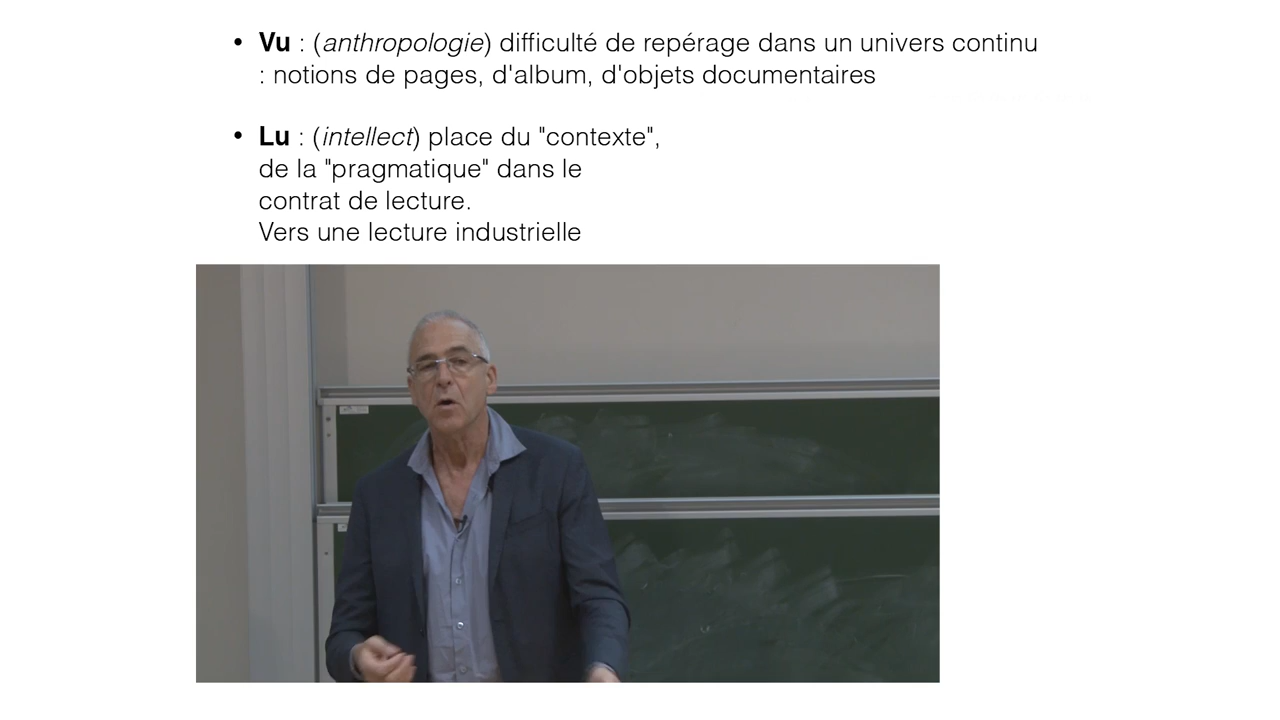 • Vu : (anthropologie) difficulté de repérage dans un univers continu
: notions de pages, d'album, d'objets documentaires
• Lu : (intellect) place du "contexte",
de la "pragmatique" dans le
contrat de lecture.
Vers une lecture industrielle